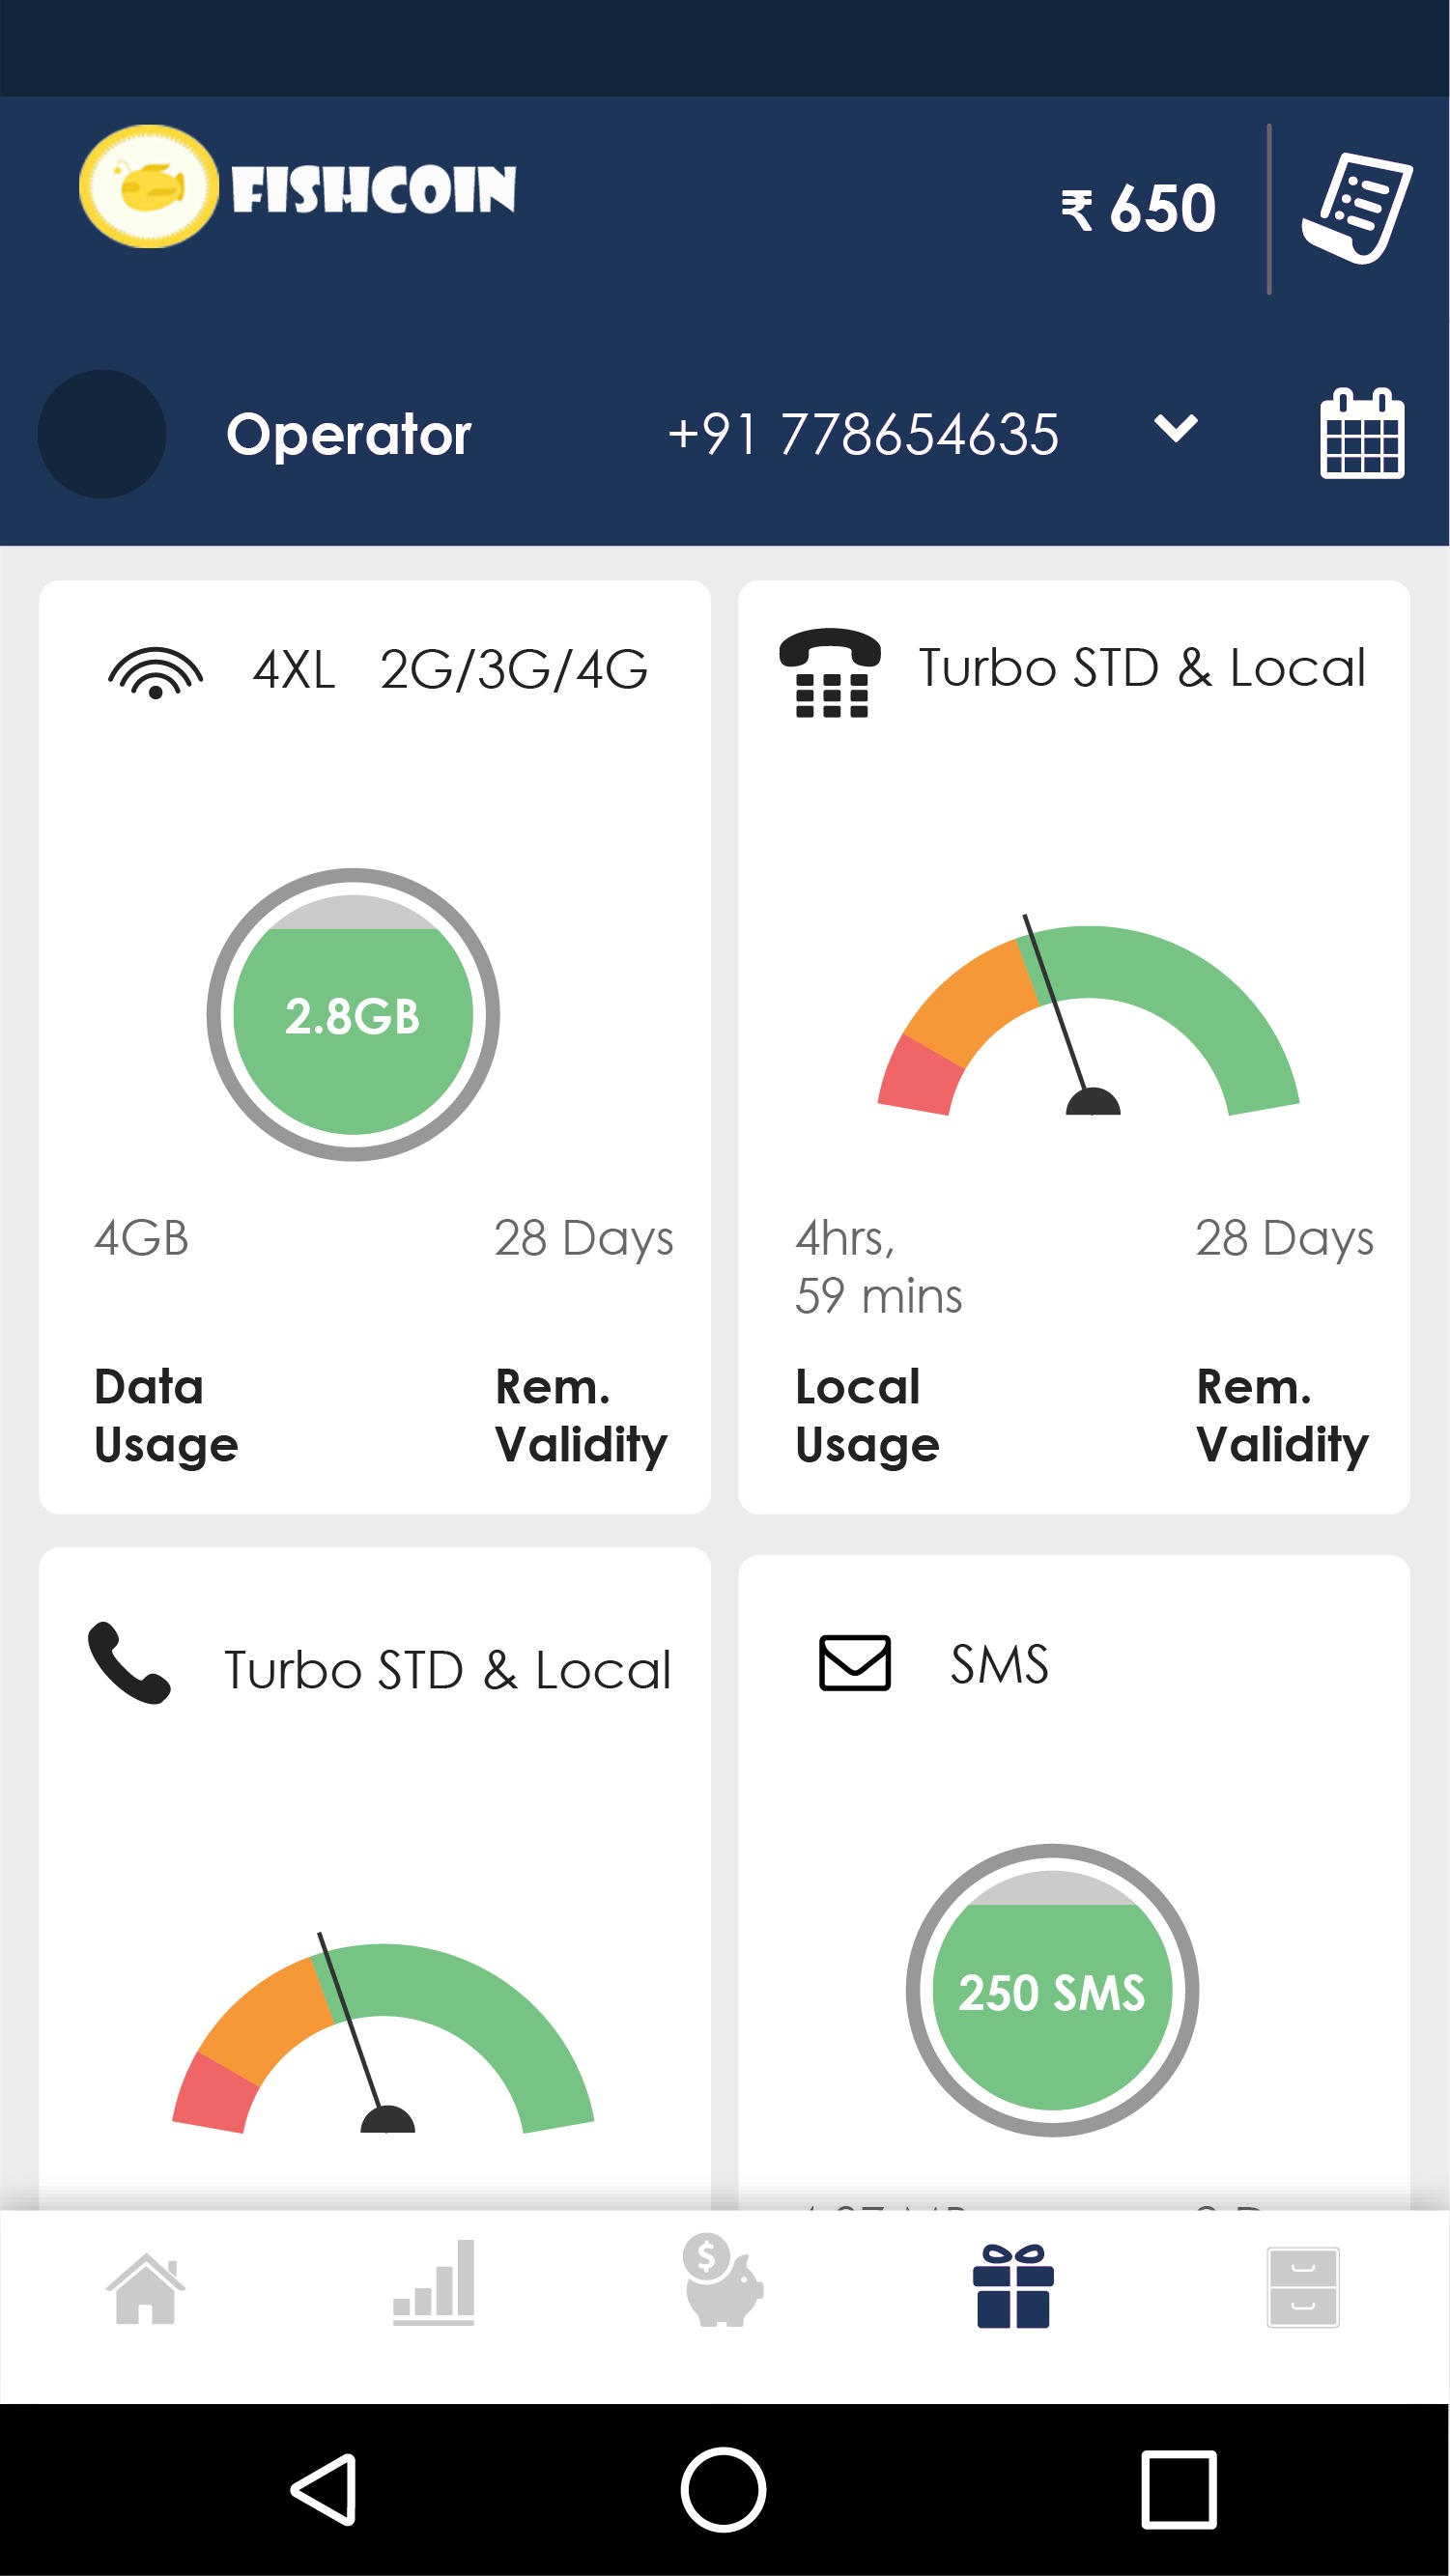 FISHCOIN
₹ 650
Operator +91 778654635
4XL 2G/3G/4G
2.8GB
4GB 28 Days
Data Rem.
Usage Validity
Turbo STD & Local
4hrs, 28 Days
59 mins
Local Rem.
Usage Validity
Turbo STD & Local
SMS
250 SMS
$